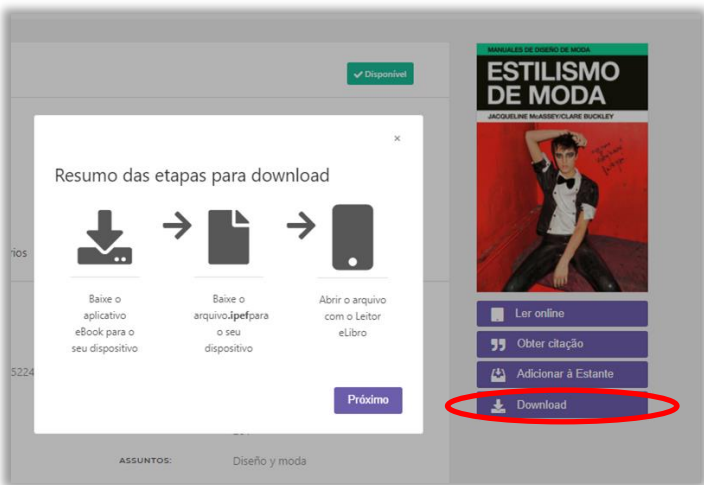 Disponível
MANUALES DE DISEÑO DE MODA
ESTILISMO
DE MODA
JACQUELINE McASSEY/CLARE BUCKLEY
×
Resumo das etapas para download
Baixe o
aplicativo
eBook para o
seu dispositivo
Baixe o
arquivo.ipefpara
o seu
dispositivo
Abrir o arquivo
com o Leitor
eLibro
Próximo
rios
5224
ASSUNTOS:
Diseño y moda
Ler online
Obter citação
Adicionar à Estante
Download